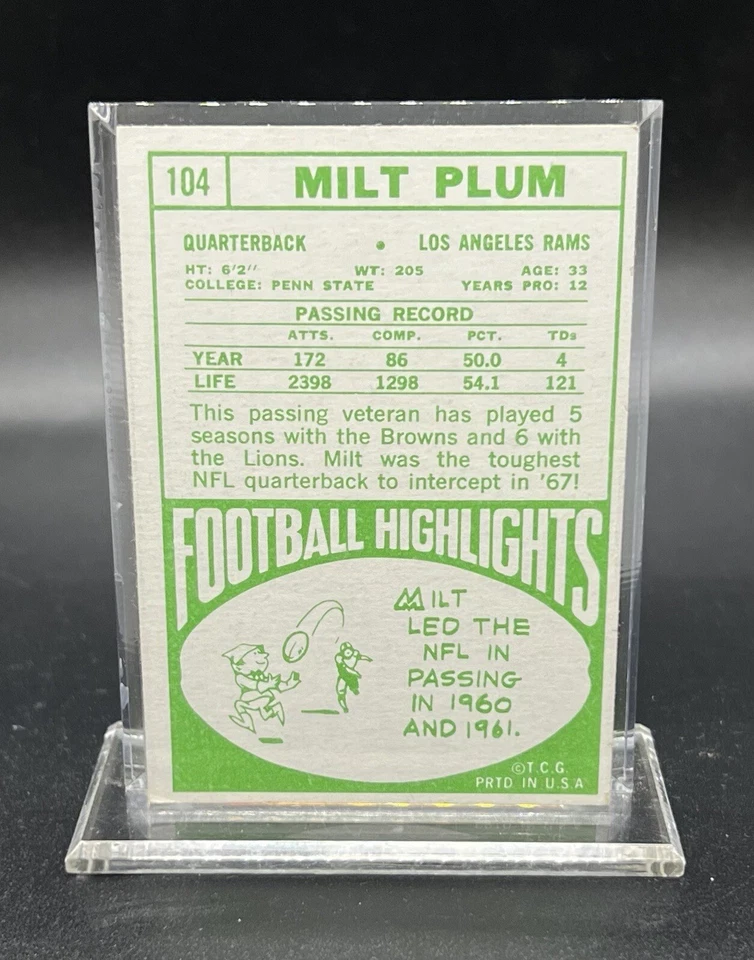 104 MILT PLUM
QUARTERBACK • LOS ANGELES RAMS
HT: 6'2" WT: 205 AGE: 33
COLLEGE: PENN STATE YEARS PRO: 12
PASSING RECORD
ATTS. COMP. PCT. TDs
YEAR 172 86 50.0 4
LIFE 2398 1298 54.1 121
This passing veteran has played 5
seasons with the Browns and 6 with
the Lions. Milt was the toughest
NFL quarterback to intercept in '67!
FOOTBALL HIGHLIGHTS
MILT
LED THE
NFL IN
PASSING
IN 1960
AND 1961.
©T.C.G.
PRTD IN U.S.A